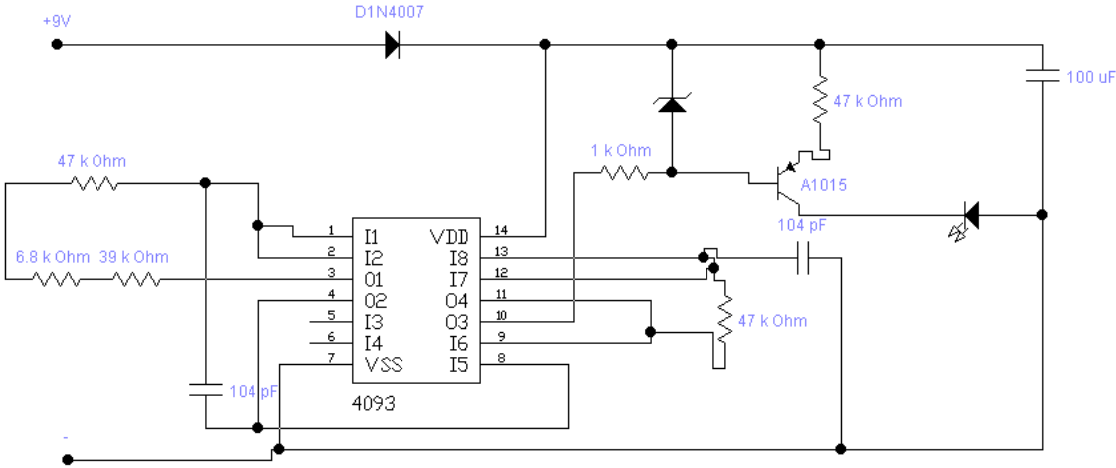 D1N4007
+9V
100 uF
47 k Ohm
1 k Ohm
47 k Ohm
A1015
104 pF
6.8 k Ohm 39 k Ohm
1 I1 VDD 14
2 I2 I8 13
3 O1 I7 12
4 O2 O4 11
5 I3 O3 10
6 I4 I6 9
7 VSS I5 8
47 k Ohm
104 pF
4093
-